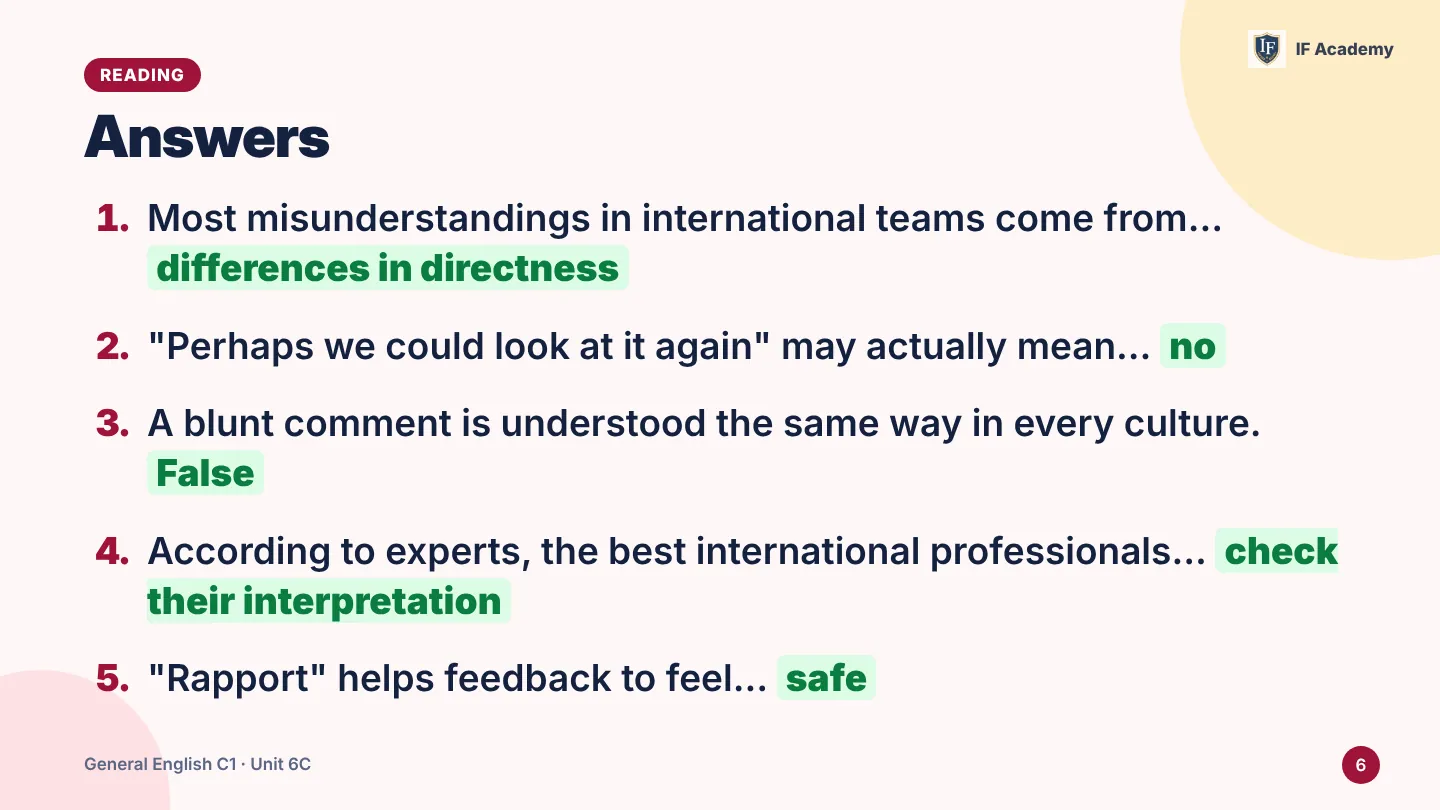 IF Academy
READING
Answers
1. Most misunderstandings in international teams come from...
differences in directness
2. "Perhaps we could look at it again" may actually mean... no
3. A blunt comment is understood the same way in every culture.
False
4. According to experts, the best international professionals... check
their interpretation
5. "Rapport" helps feedback to feel... safe
General English C1 · Unit 6C
6